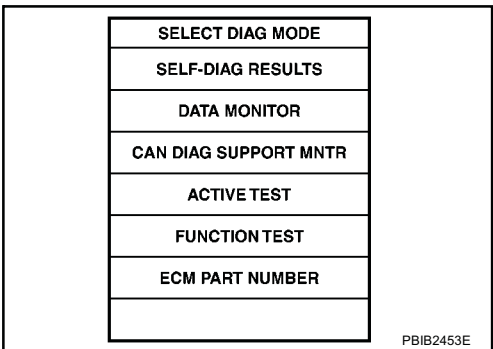 SELECT DIAG MODE
SELF-DIAG RESULTS
DATA MONITOR
CAN DIAG SUPPORT MNTR
ACTIVE TEST
FUNCTION TEST
ECM PART NUMBER
PBIB2453E